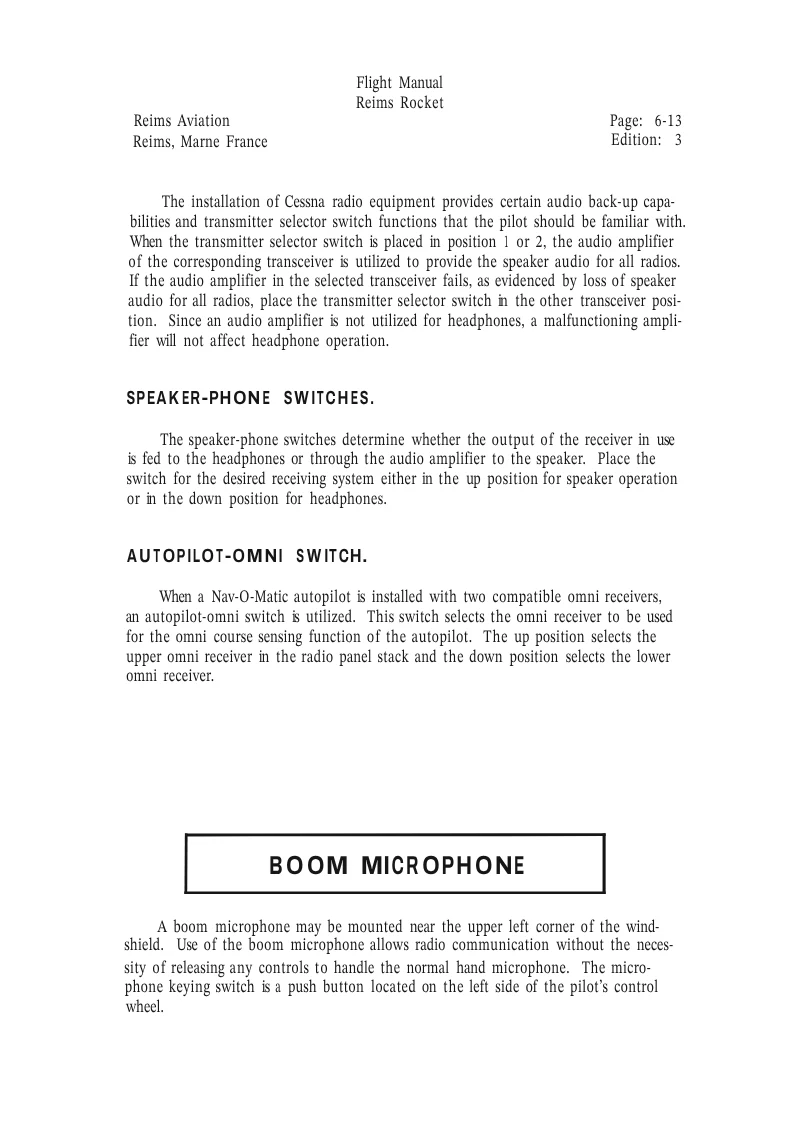 Flight Manual
Reims Rocket
Reims Aviation
Reims, Marne France
Page: 6-13
Edition: 3
The installation of Cessna radio equipment provides certain audio back-up capa-
bilities and transmitter selector switch functions that the pilot should be familiar with.
When the transmitter selector switch is placed in position 1 or 2, the audio amplifier
of the corresponding transceiver is utilized to provide the speaker audio for all radios.
If the audio amplifier in the selected transceiver fails, as evidenced by loss of speaker
audio for all radios, place the transmitter selector switch in the other transceiver posi-
tion. Since an audio amplifier is not utilized for headphones, a malfunctioning ampli-
fier will not affect headphone operation.
SPEAKER-PHONE SWITCHES.
The speaker-phone switches determine whether the output of the receiver in use
is fed to the headphones or through the audio amplifier to the speaker. Place the
switch for the desired receiving system either in the up position for speaker operation
or in the down position for headphones.
AUTOPILOT-OMNI SWITCH.
When a Nav-O-Matic autopilot is installed with two compatible omni receivers,
an autopilot-omni switch is utilized. This switch selects the omni receiver to be used
for the omni course sensing function of the autopilot. The up position selects the
upper omni receiver in the radio panel stack and the down position selects the lower
omni receiver.
BOOM MICROPHONE
A boom microphone may be mounted near the upper left corner of the wind-
shield. Use of the boom microphone allows radio communication without the neces-
sity of releasing any controls to handle the normal hand microphone. The micro-
phone keying switch is a push button located on the left side of the pilot's control
wheel.